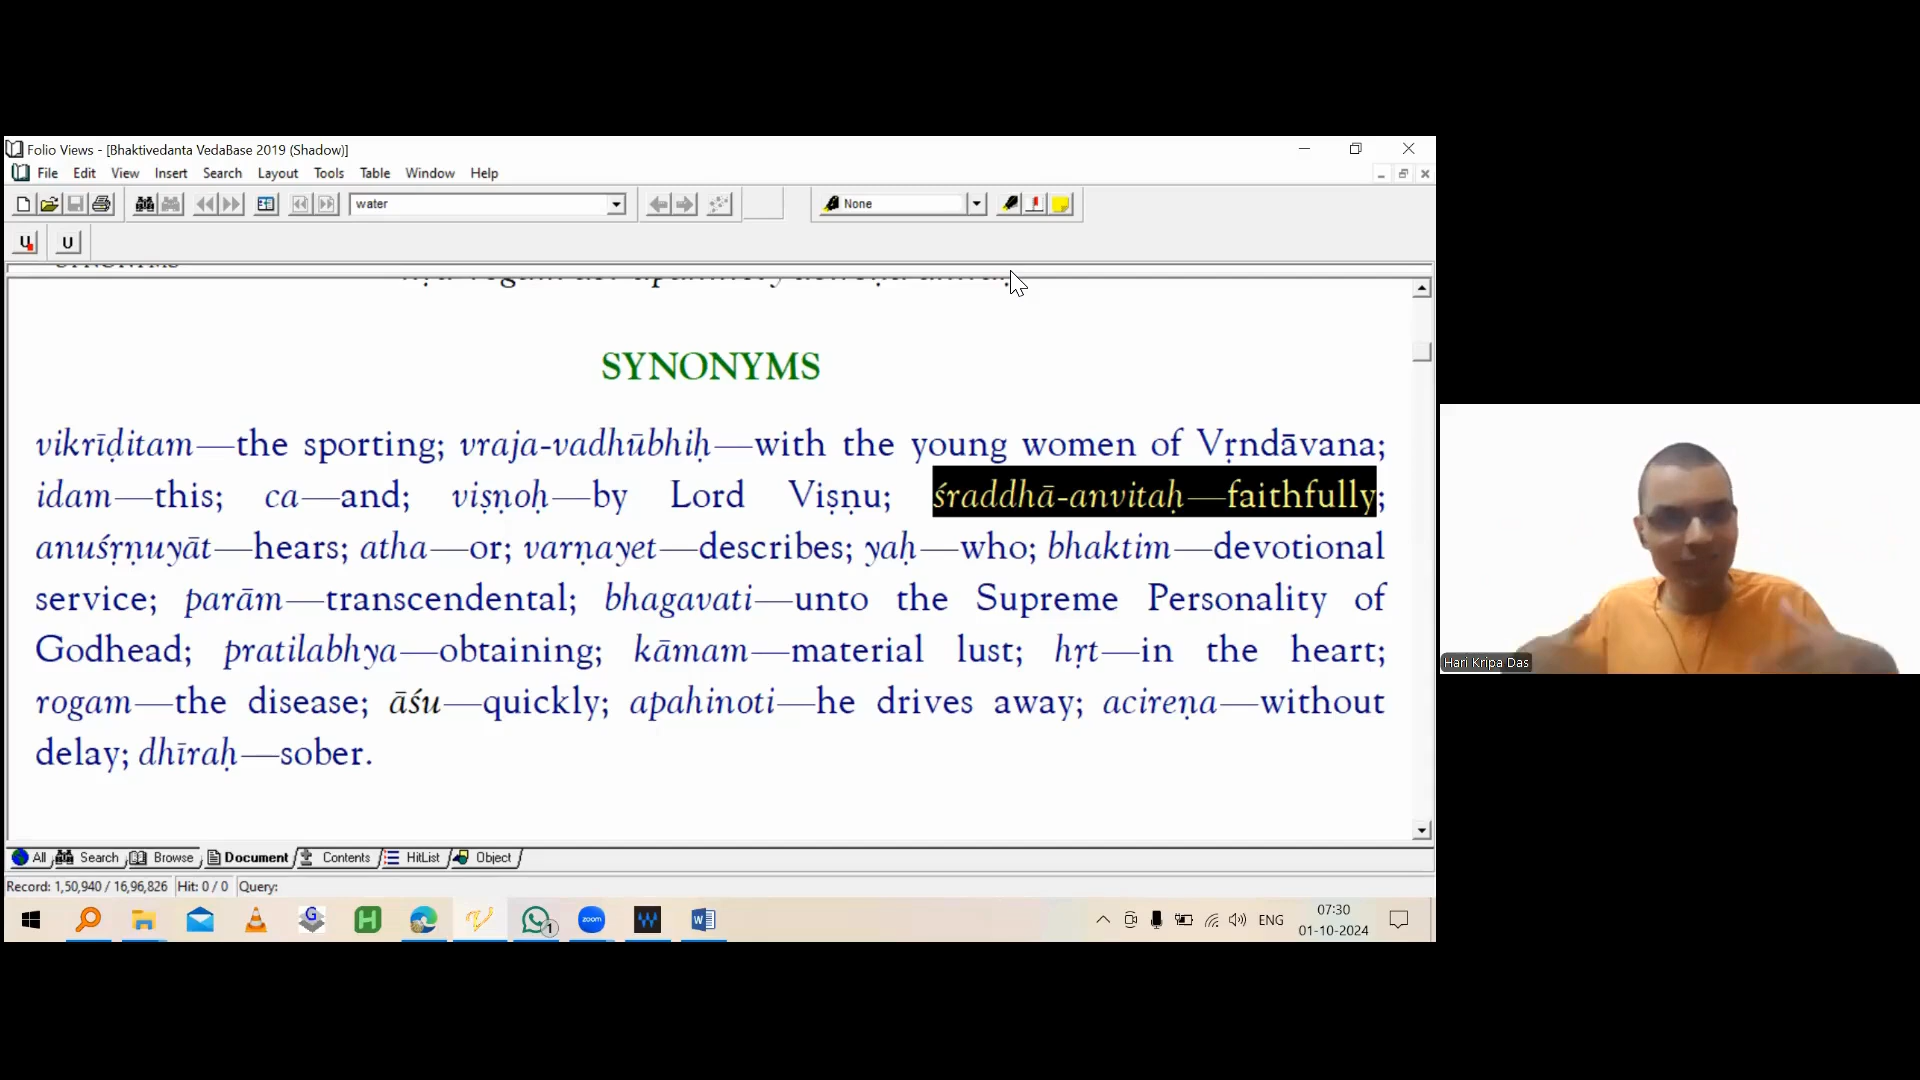 Folio Views - [Bhaktivedanta VedaBase 2019 (Shadow)]
File Edit View Insert Search Layout Tools Table Window Help
water
None
SYNONYMS
vikrīḍitam—the sporting; vraja-vadhūbhiḥ—with the young women of Vṛndāvana;
idam—this; ca—and; viṣṇoḥ—by Lord Viṣṇu; śraddhā-anvitaḥ—faithfully;
anuśṛṇuyāt—hears; atha—or; varṇayet—describes; yaḥ—who; bhaktim—devotional
service; parām—transcendental; bhagavati—unto the Supreme Personality of
Godhead; pratilabhya—obtaining; kāmam—material lust; hṛt—in the heart;
rogam—the disease; āśu—quickly; apahinoti—he drives away; acireṇa—without
delay; dhīraḥ—sober.
Hari Kripa Das
All Search Browse Document Contents HitList Object
Record: 1,50,940 / 16,96,826 Hit: 0 / 0 Query:
zoom
1
ENG
07:30
01-10-2024